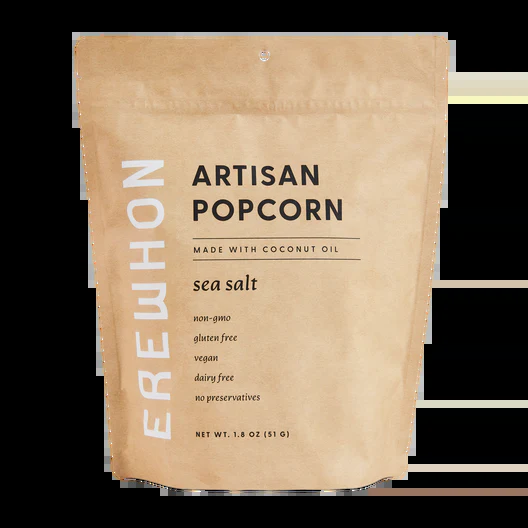 EREWHON
ARTISAN
POPCORN
MADE WITH COCONUT OIL
sea salt
non-gmo
gluten free
vegan
dairy free
no preservatives
NET WT. 1.8 OZ (51 G)